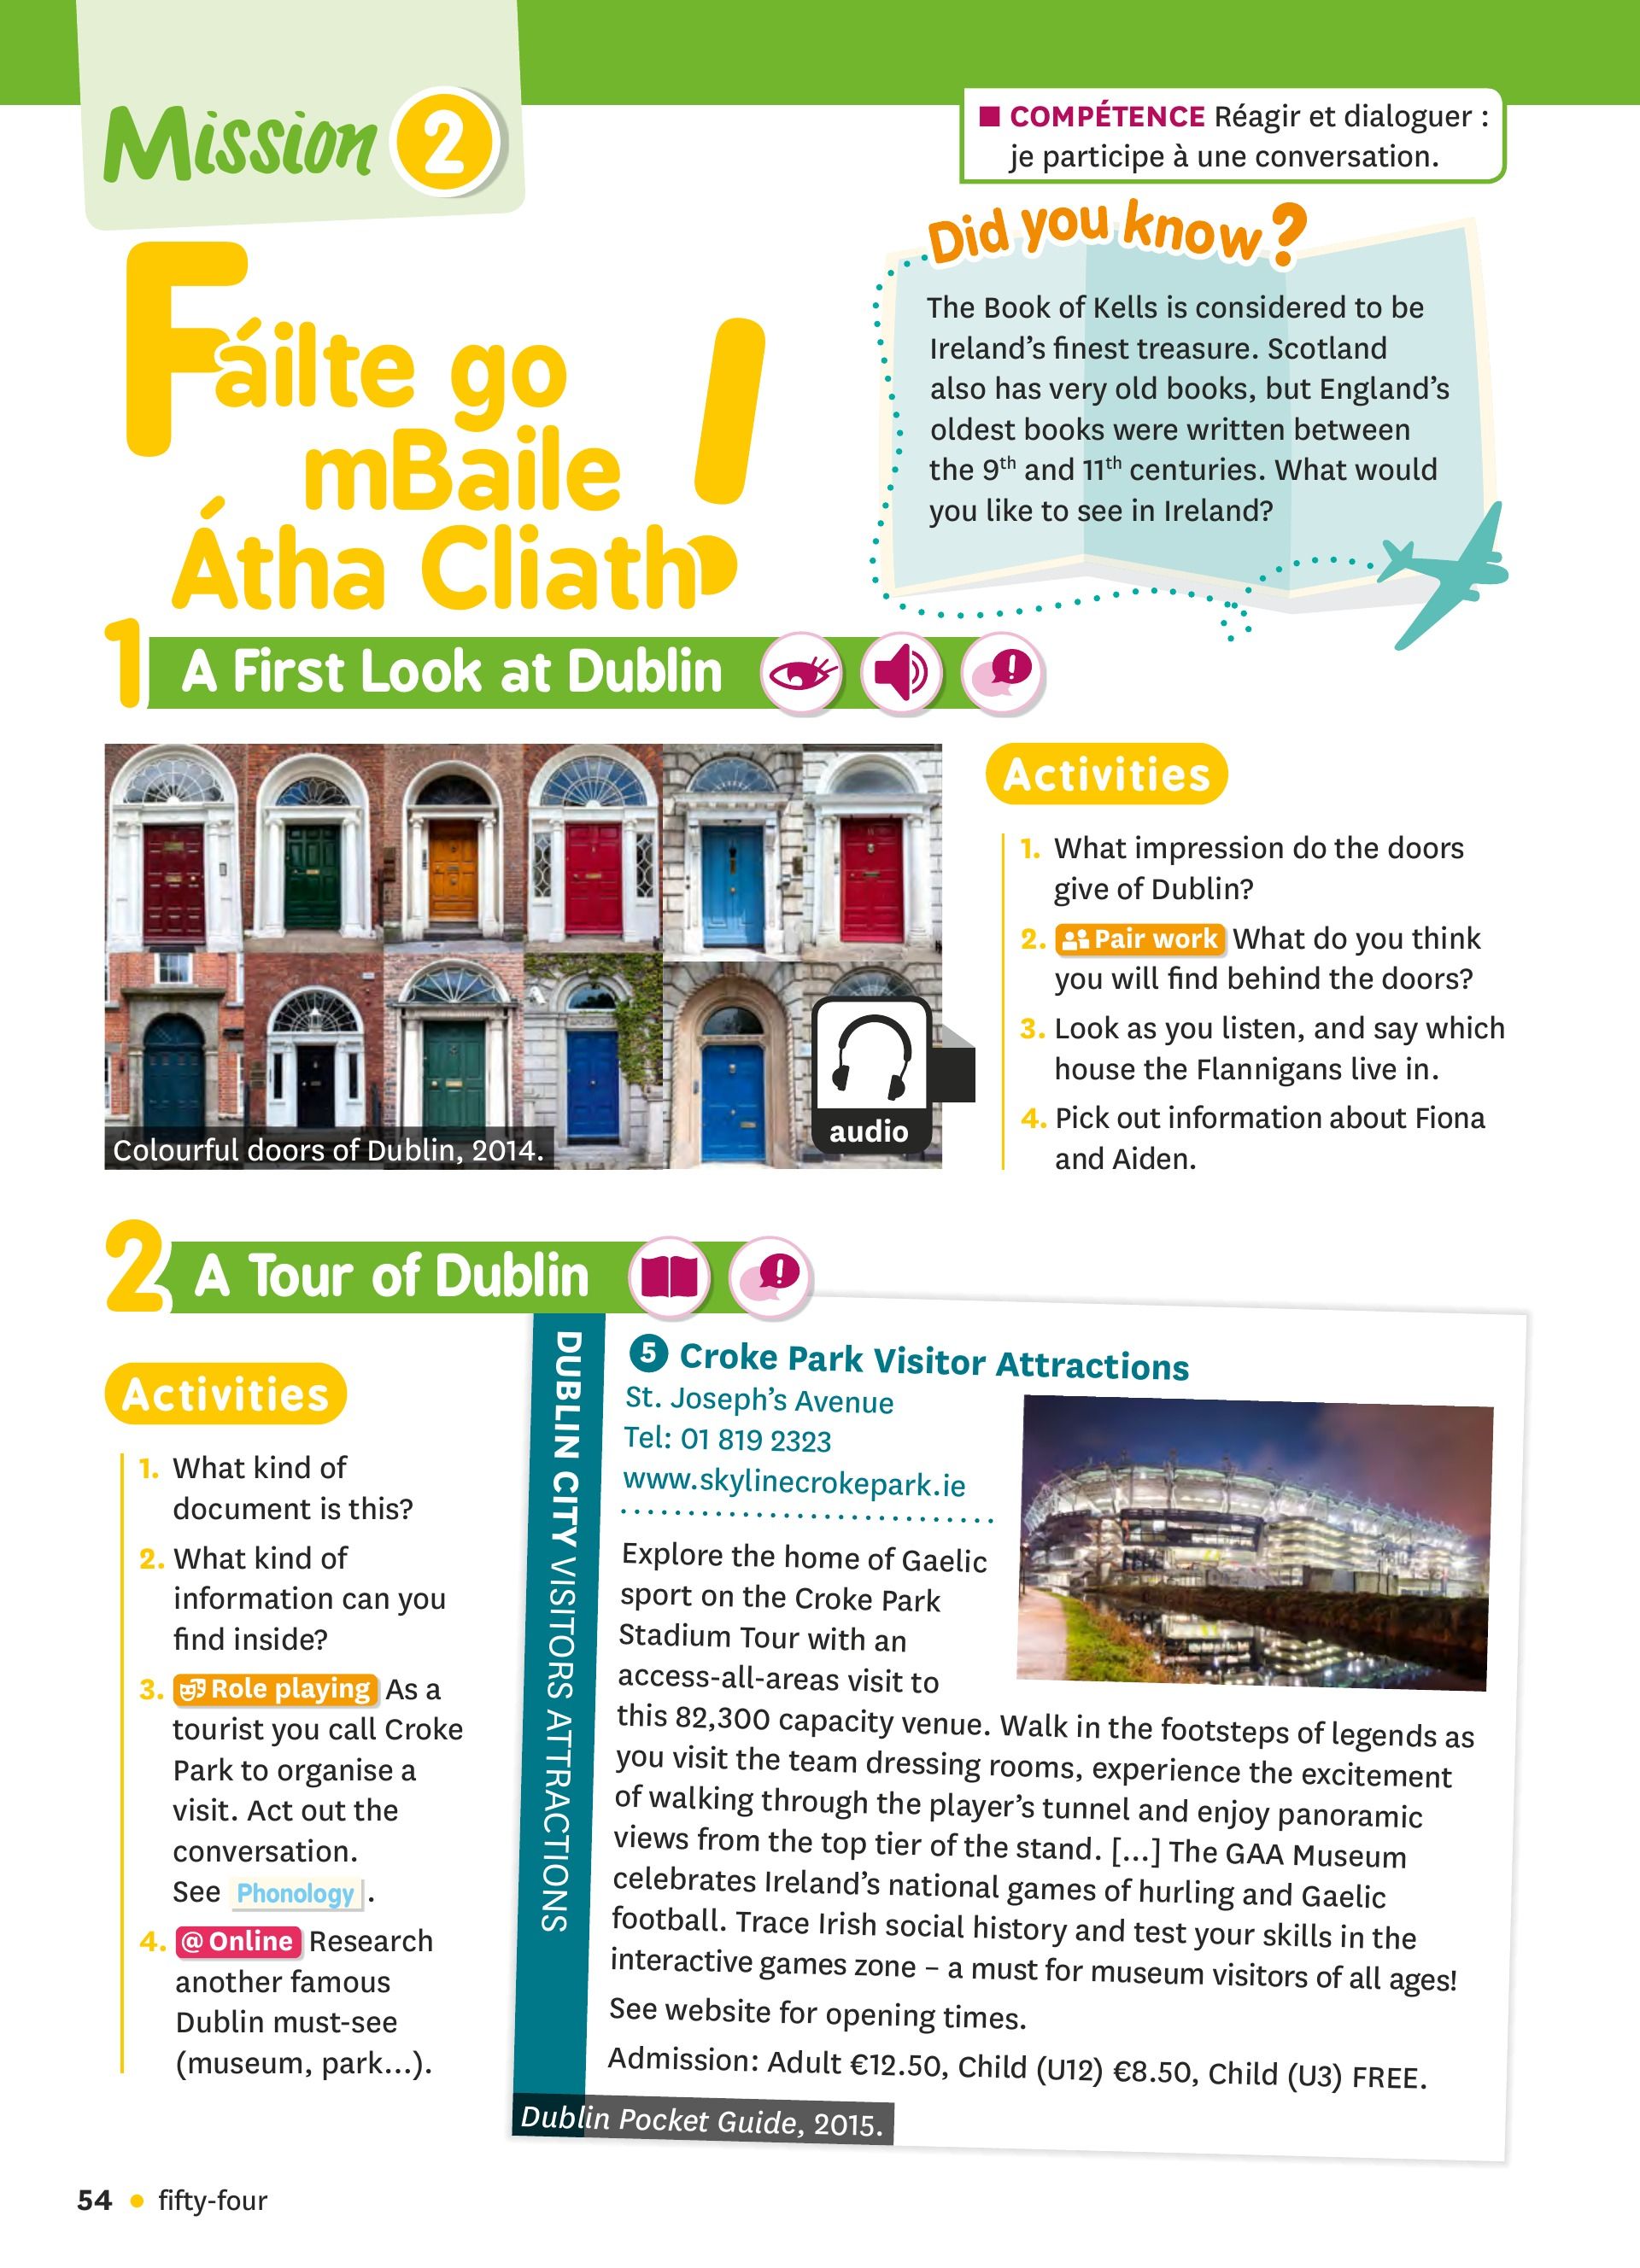 Mission 2
■ COMPÉTENCE Réagir et dialoguer :
je participe à une conversation.
Fáilte go
mBaile
Átha Cliath!
Did you know?
The Book of Kells is considered to be
Ireland's finest treasure. Scotland
also has very old books, but England's
oldest books were written between
the 9th and 11th centuries. What would
you like to see in Ireland?
1 A First Look at Dublin
Colourful doors of Dublin, 2014.
audio
Activities
1. What impression do the doors
give of Dublin?
2. Pair work What do you think
you will find behind the doors?
3. Look as you listen, and say which
house the Flannigans live in.
4. Pick out information about Fiona
and Aiden.
2 A Tour of Dublin
Activities
1. What kind of
document is this?
2. What kind of
information can you
find inside?
3. Role playing As a
tourist you call Croke
Park to organise a
visit. Act out the
conversation.
See Phonology.
4. @ Online Research
another famous
Dublin must-see
(museum, park...).
DUBLIN CITY VISITORS ATTRACTIONS
5 Croke Park Visitor Attractions
St. Joseph's Avenue
Tel: 01 819 2323
www.skylinecrokepark.ie
Explore the home of Gaelic
sport on the Croke Park
Stadium Tour with an
access-all-areas visit to
this 82,300 capacity venue. Walk in the footsteps of legends as
you visit the team dressing rooms, experience the excitement
of walking through the player's tunnel and enjoy panoramic
views from the top tier of the stand. [...] The GAA Museum
celebrates Ireland's national games of hurling and Gaelic
football. Trace Irish social history and test your skills in the
interactive games zone – a must for museum visitors of all ages!
See website for opening times.
Admission: Adult €12.50, Child (U12) €8.50, Child (U3) FREE.
Dublin Pocket Guide, 2015.
54 • fifty-four